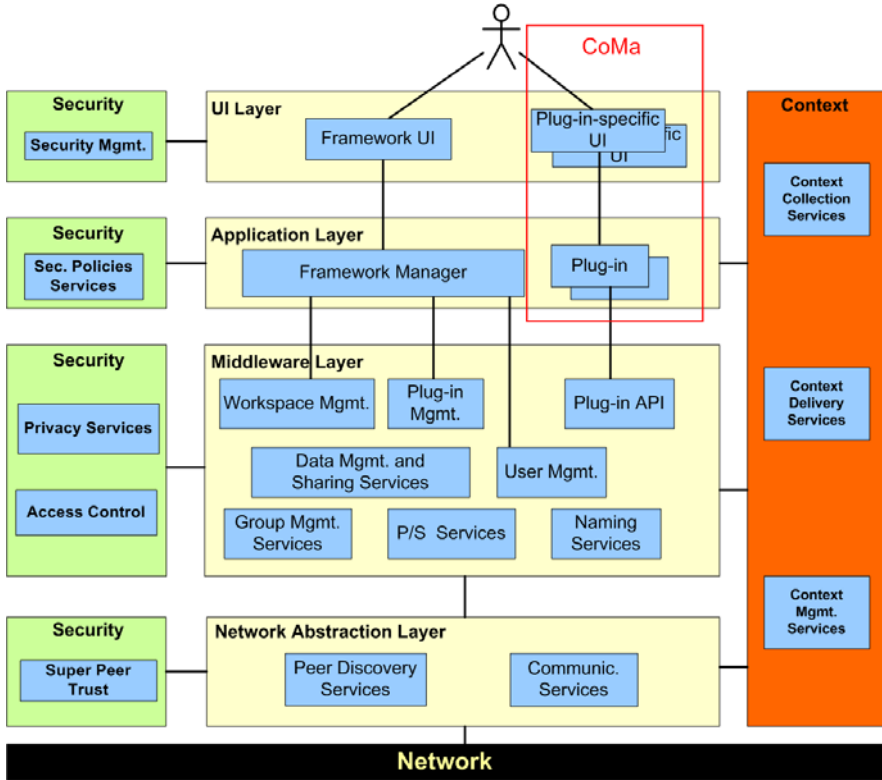 CoMa
Security
Security Mgmt.
UI Layer
Framework UI
Plug-in-specific
UI
fic
UI
Context
Context
Collection
Services
Security
Sec. Policies
Services
Application Layer
Framework Manager
Plug-in
Security
Privacy Services
Access Control
Middleware Layer
Workspace Mgmt.
Plug-in
Mgmt.
Plug-in API
Data Mgmt. and
Sharing Services
User Mgmt.
Group Mgmt.
Services
P/S Services
Naming
Services
Context
Delivery
Services
Context
Mgmt.
Services
Security
Super Peer
Trust
Network Abstraction Layer
Peer Discovery
Services
Communic.
Services
Network